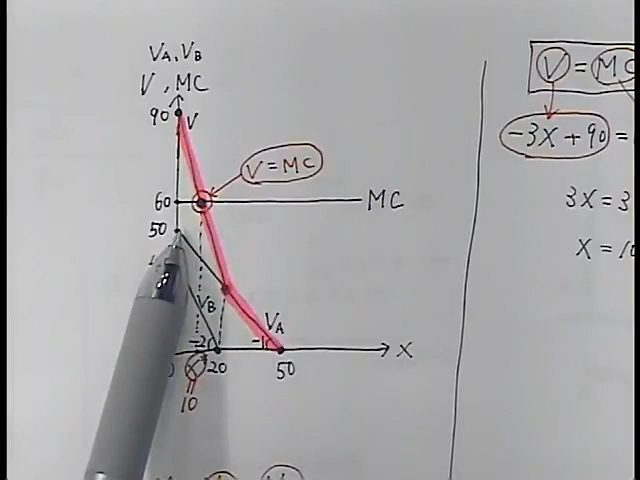 VA, VB
V , MC
90
V
V = MC
60
MC
50
VB
VA
-2
-1
X
20
50
X
10
V = MC
-3X + 90 =
3X = 3
X = 10